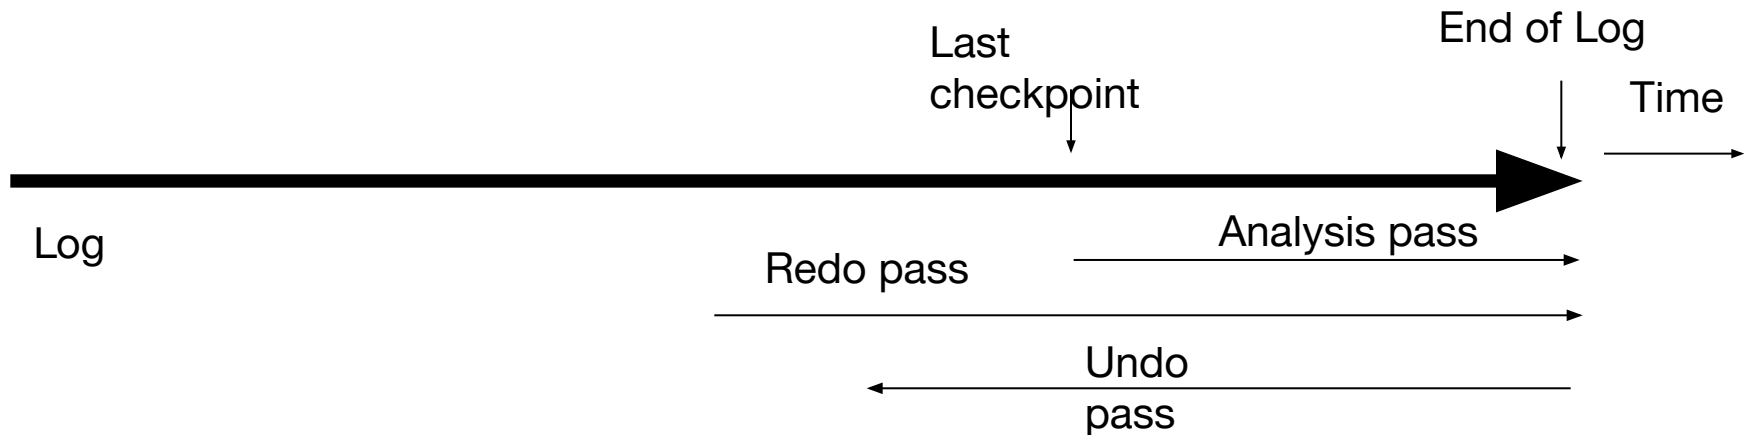 Last
checkpoint
End of Log
Time
Log
Analysis pass
Redo pass
Undo
pass